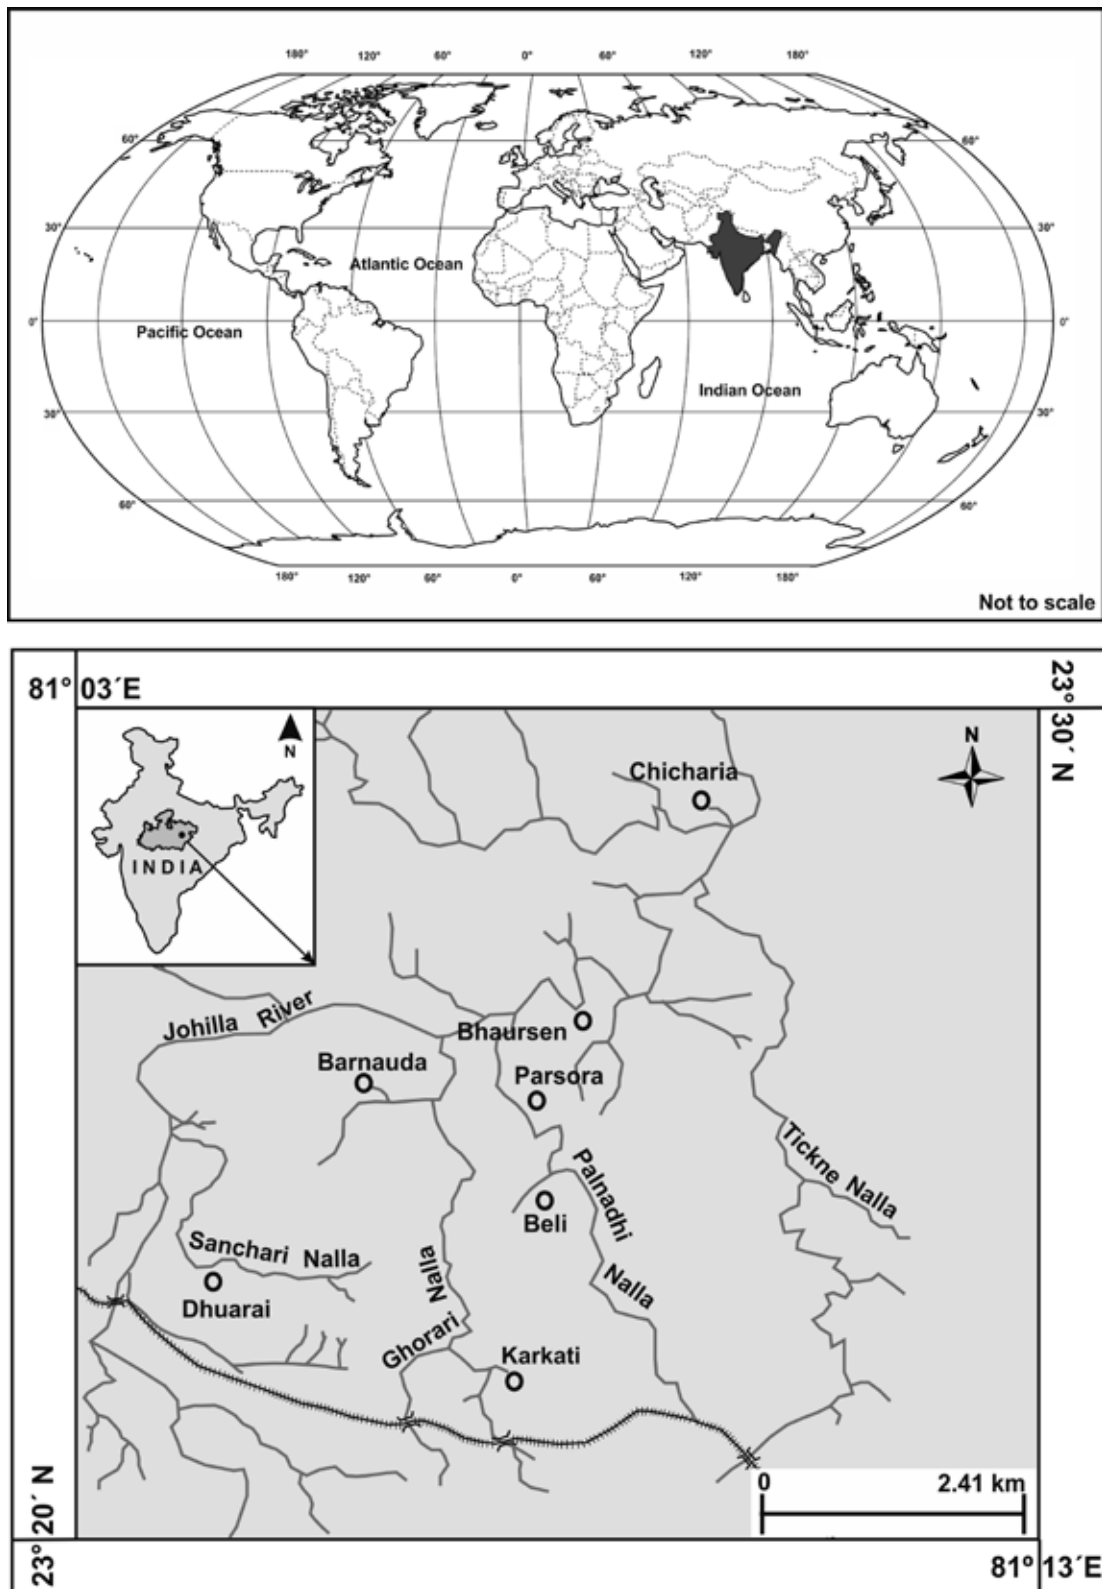 180° 120° 60° 0° 60° 120° 180°
60° 60°
30° 30°
Atlantic Ocean
0° Pacific Ocean 0°
Indian Ocean
30° 30°
60° 60°
180° 120° 60° 0° 60° 120° 180°
Not to scale
81° 03´E
23° 30´ N
N
INDIA
N
Chicharia
Johilla River
Bhaursen
Barnauda
Parsora
Tickne Nalla
Palnadhi Nalla
Beli
Sanchari Nalla
Dhuarai
Ghorari Nalla
Karkati
0 2.41 km
23° 20´ N
81° 13´E